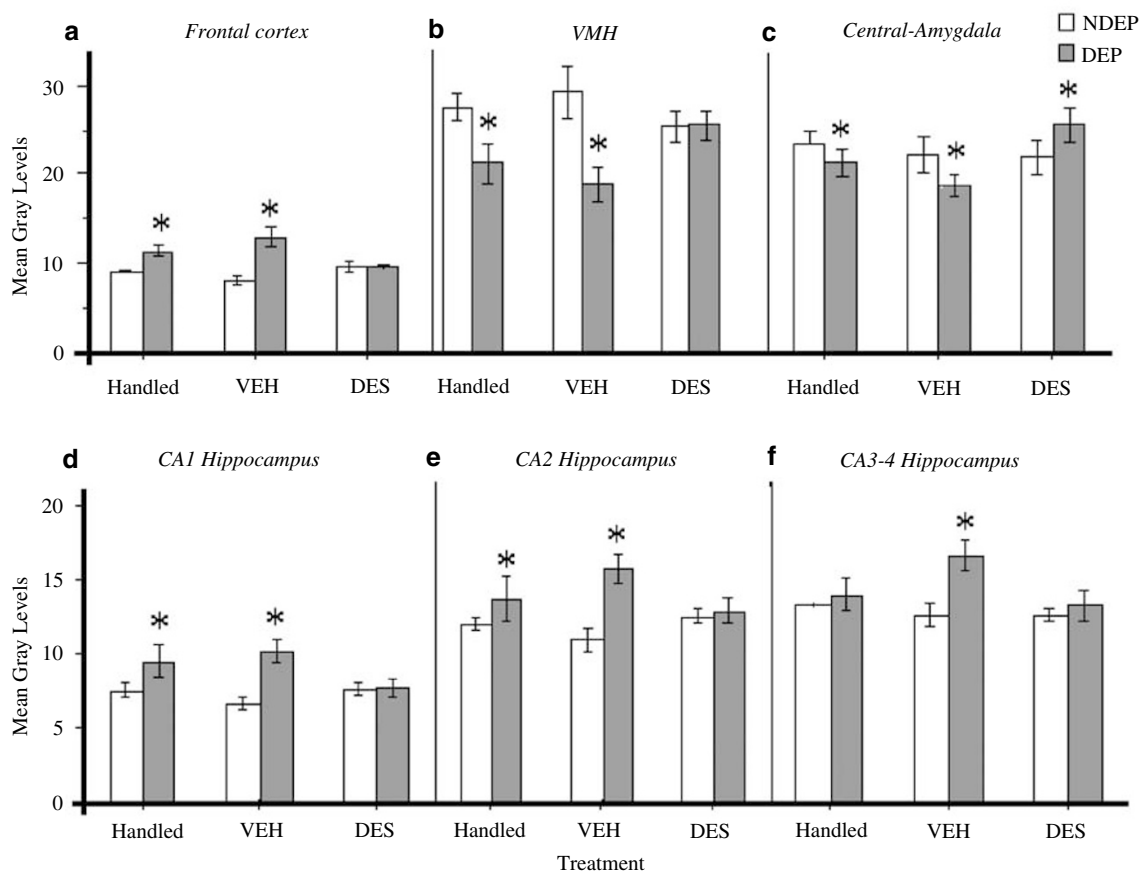 a Frontal cortex
b VMH
c Central-Amygdala
NDEP
DEP
Mean Gray Levels
30
20
10
0
* * * * * * *
Handled VEH DES Handled VEH DES Handled VEH DES
d CA1 Hippocampus
e CA2 Hippocampus
f CA3-4 Hippocampus
Mean Gray Levels
20
15
10
5
0
* * * * *
Handled VEH DES Handled VEH DES Handled VEH DES
Treatment